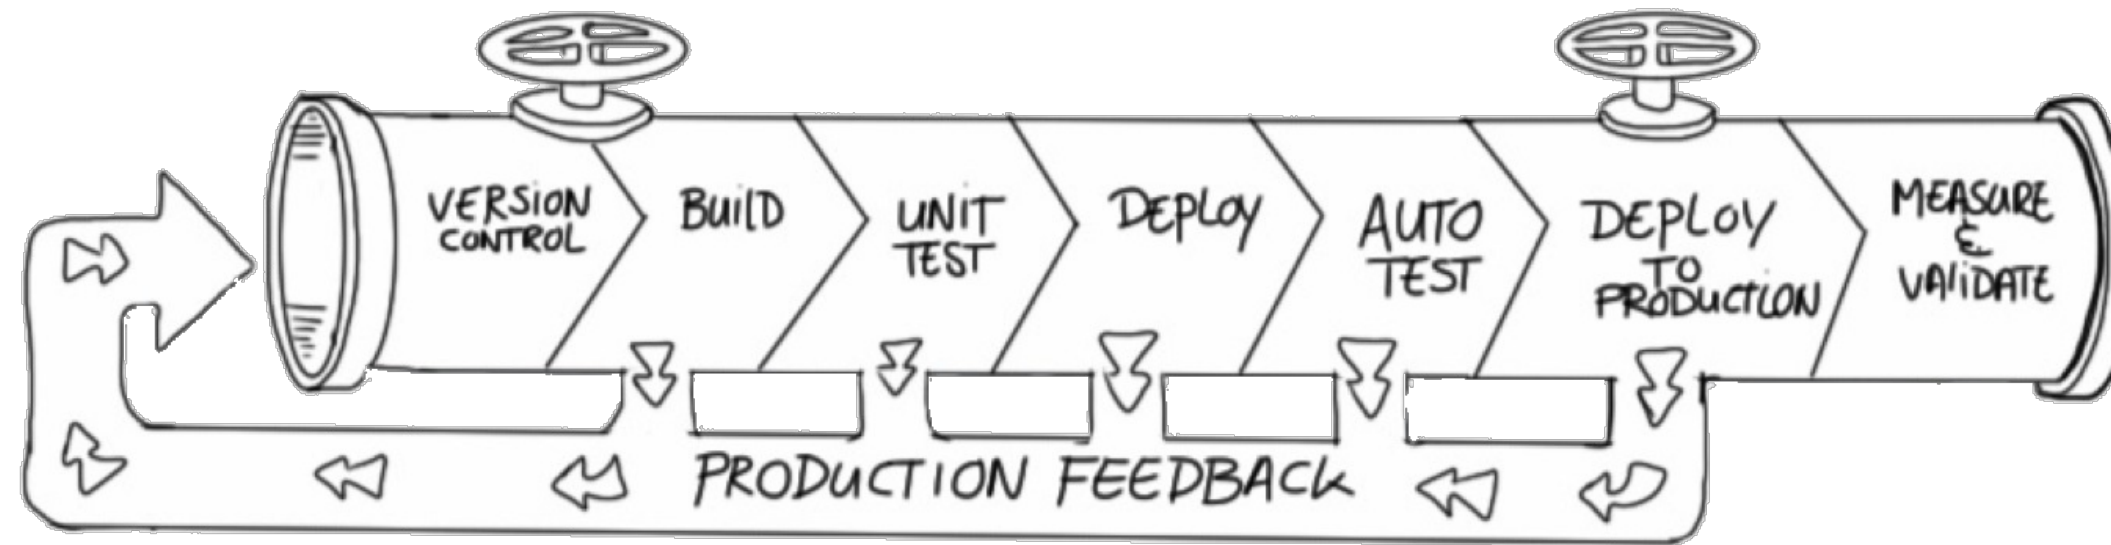 VERSION
CONTROL
BUILD
UNIT
TEST
DEPLOY
AUTO
TEST
DEPLOY
TO
PRODUCTION
MEASURE
&
VALIDATE
PRODUCTION FEEDBACK